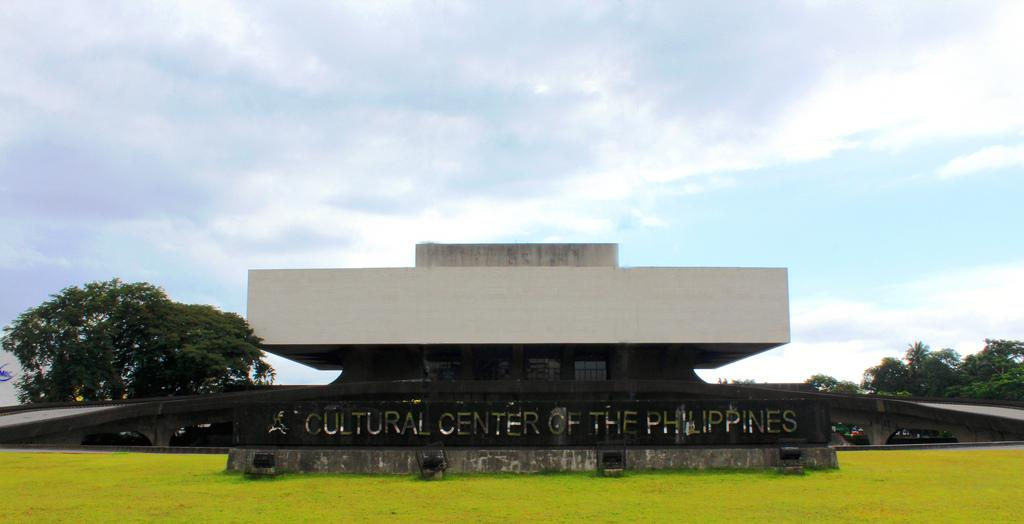 CULTURAL CENTER OF THE PHILIPPINES